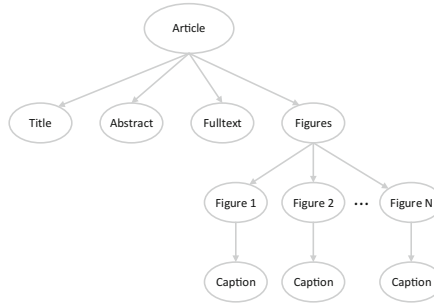 Article
Title Abstract Fulltext Figures
Figure 1 Figure 2 ... Figure N
Caption Caption Caption